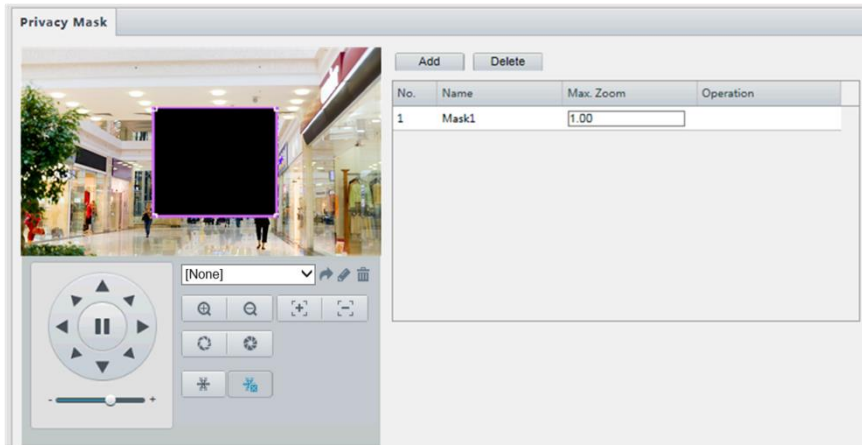 Privacy Mask
Add Delete
No. Name Max. Zoom Operation
1 Mask1 1.00
[None]
- +